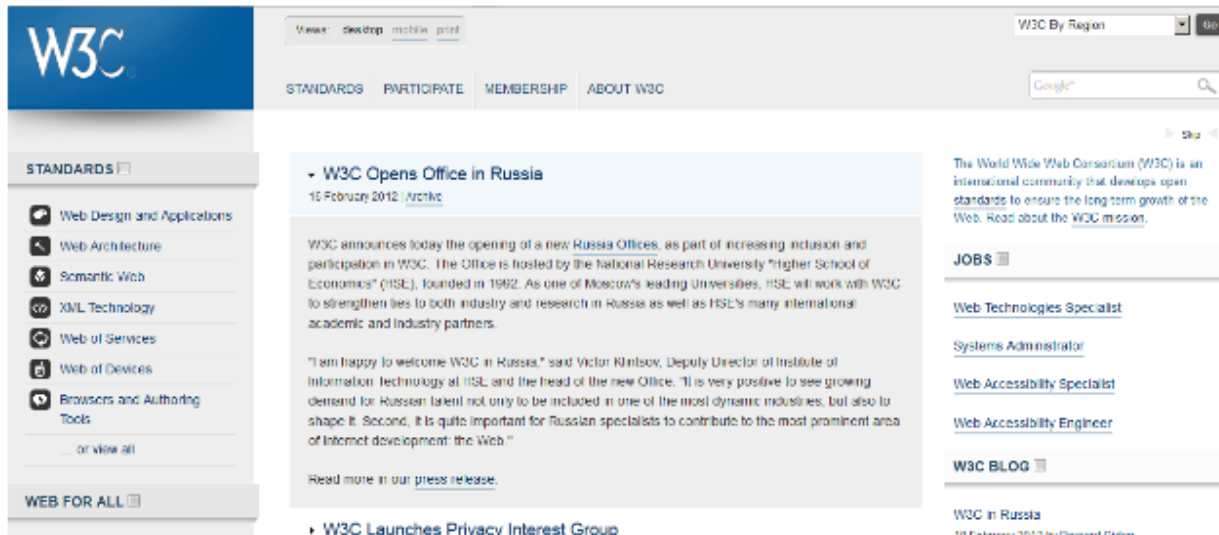 W3C
Views: desktop mobile print
W3C By Region
Go
STANDARDS PARTICIPATE MEMBERSHIP ABOUT W3C
Google™
Skip
STANDARDS
Web Design and Applications
Web Architecture
Semantic Web
XML Technology
Web of Services
Web of Devices
Browsers and Authoring
Tools
... or view all
WEB FOR ALL
W3C Opens Office in Russia
16 February 2012 | Archive
W3C announces today the opening of a new Russia Offices, as part of increasing inclusion and
participation in W3C. The Office is hosted by the National Research University "Higher School of
Economics" (HSE), founded in 1992. As one of Moscow's leading Universities, HSE will work with W3C
to strengthen ties to both industry and research in Russia as well as HSE's many international
academic and industry partners.
"I am happy to welcome W3C in Russia," said Victor Klintsov, Deputy Director of Institute of
Information Technology at HSE and the head of the new Office. "It is very positive to see growing
demand for Russian talent not only to be included in one of the most dynamic industries, but also to
shape it. Second, it is quite important for Russian specialists to contribute to the most prominent area
of Internet development: the Web."
Read more in our press release.
W3C Launches Privacy Interest Group
The World Wide Web Consortium (W3C) is an
international community that develops open
standards to ensure the long-term growth of the
Web. Read about the W3C mission.
JOBS
Web Technologies Specialist
Systems Administrator
Web Accessibility Specialist
Web Accessibility Engineer
W3C BLOG
W3C in Russia
February 2012 by